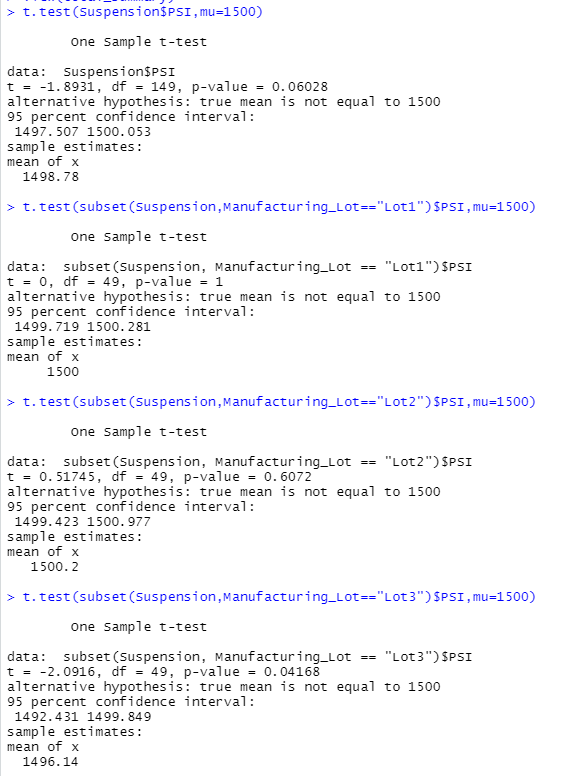 > t.test(Suspension$PSI,mu=1500)
One Sample t-test
data:  Suspension$PSI
t = -1.8931, df = 149, p-value = 0.06028
alternative hypothesis: true mean is not equal to 1500
95 percent confidence interval:
1497.507 1500.053
sample estimates:
mean of x
1498.78
> t.test(subset(Suspension,Manufacturing_Lot=="Lot1")$PSI,mu=1500)
One Sample t-test
data:  subset(Suspension, Manufacturing_Lot == "Lot1")$PSI
t = 0, df = 49, p-value = 1
alternative hypothesis: true mean is not equal to 1500
95 percent confidence interval:
1499.719 1500.281
sample estimates:
mean of x
1500
> t.test(subset(Suspension,Manufacturing_Lot=="Lot2")$PSI,mu=1500)
One Sample t-test
data:  subset(Suspension, Manufacturing_Lot == "Lot2")$PSI
t = 0.51745, df = 49, p-value = 0.6072
alternative hypothesis: true mean is not equal to 1500
95 percent confidence interval:
1499.423 1500.977
sample estimates:
mean of x
1500.2
> t.test(subset(Suspension,Manufacturing_Lot=="Lot3")$PSI,mu=1500)
One Sample t-test
data:  subset(Suspension, Manufacturing_Lot == "Lot3")$PSI
t = -2.0916, df = 49, p-value = 0.04168
alternative hypothesis: true mean is not equal to 1500
95 percent confidence interval:
1492.431 1499.849
sample estimates:
mean of x
1496.14